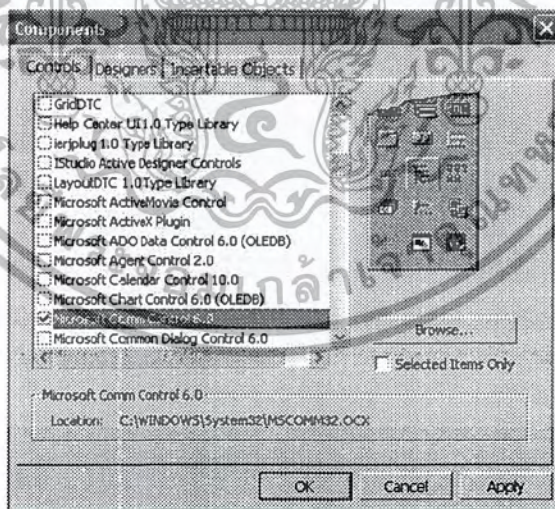 Components
Controls | Designers | Insertable Objects
GridDTC
Help Center UI 1.0 Type Library
ierjplug 1.0 Type Library
IStudio Active Designer Controls
LayoutDTC 1.0 Type Library
Microsoft ActiveMovie Control
Microsoft ActiveX Plugin
Microsoft ADO Data Control 6.0 (OLEDB)
Microsoft Agent Control 2.0
Microsoft Calendar Control 10.0
Microsoft Chart Control 6.0 (OLEDB)
Microsoft Comm Control 6.0
Microsoft Common Dialog Control 6.0
Browse...
Selected Items Only
Microsoft Comm Control 6.0
Location: C:\WINDOWS\System32\MSCOMM32.OCX
OK
Cancel
Apply